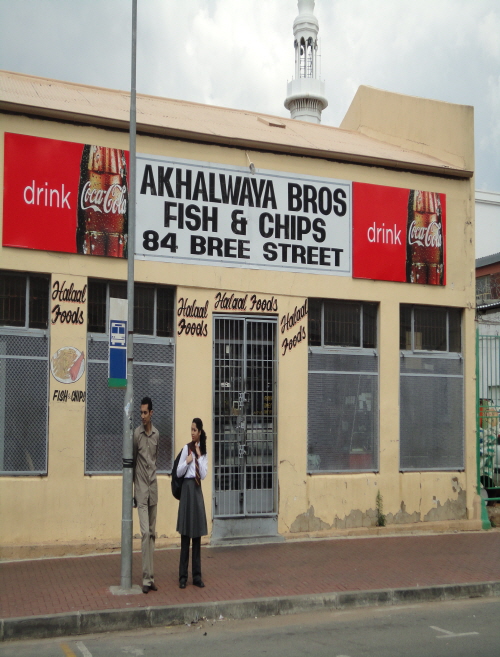 drink
Coca-Cola
AKHALWAYA BROS
FISH & CHIPS
84 BREE STREET
drink
Coca-Cola
Halaal
Foods
Halaal
Foods
Halaal Foods
Halaal
Foods
FISH & CHIPS